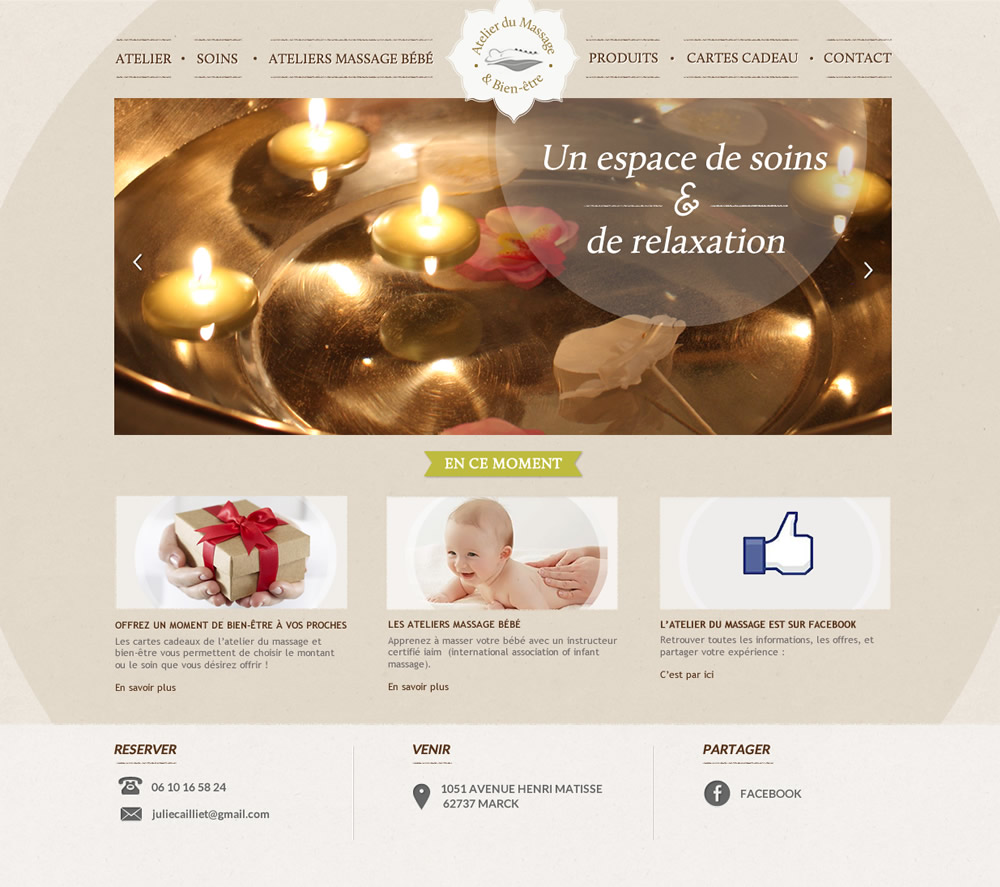 ATELIER • SOINS • ATELIERS MASSAGE BÉBÉ
Atelier du Massage
& Bien-être
PRODUITS • CARTES CADEAU • CONTACT
Un espace de soins
&
de relaxation
EN CE MOMENT
OFFREZ UN MOMENT DE BIEN-ÊTRE À VOS PROCHES
Les cartes cadeaux de l'atelier du massage et
bien-être vous permettent de choisir le montant
ou le soin que vous désirez offrir !
En savoir plus
LES ATELIERS MASSAGE BÉBÉ
Apprenez à masser votre bébé avec un instructeur
certifié iaim (international association of infant
massage).
En savoir plus
L'ATELIER DU MASSAGE EST SUR FACEBOOK
Retrouver toutes les informations, les offres, et
partager votre expérience :
C'est par ici
RESERVER
06 10 16 58 24
juliecailliet@gmail.com
VENIR
1051 AVENUE HENRI MATISSE
62737 MARCK
PARTAGER
FACEBOOK